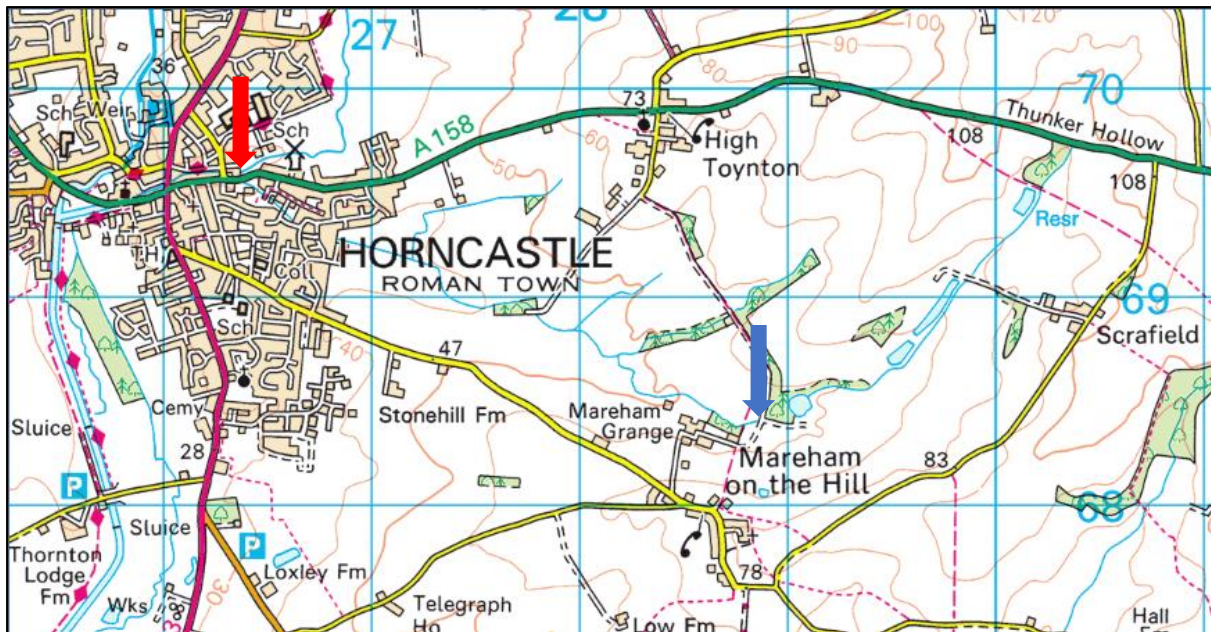 27
28
100
120
36
90
80
70
Sch
Weir
Sch
73
60
A 158
High
Toynton
Thunker Hollow
108
108
50
Resr
HORNCASTLE
ROMAN TOWN
TH
Coll
69
Sch
40
47
Scrafield
Cemy
Stonehill Fm
Mareham
Grange
Sluice
28
Mareham
on the Hill
83
P
68
Sluice
P
Thornton
Lodge
Fm
Loxley Fm
30
78
Wks
38
Telegraph
Ho
Low Fm
Hall